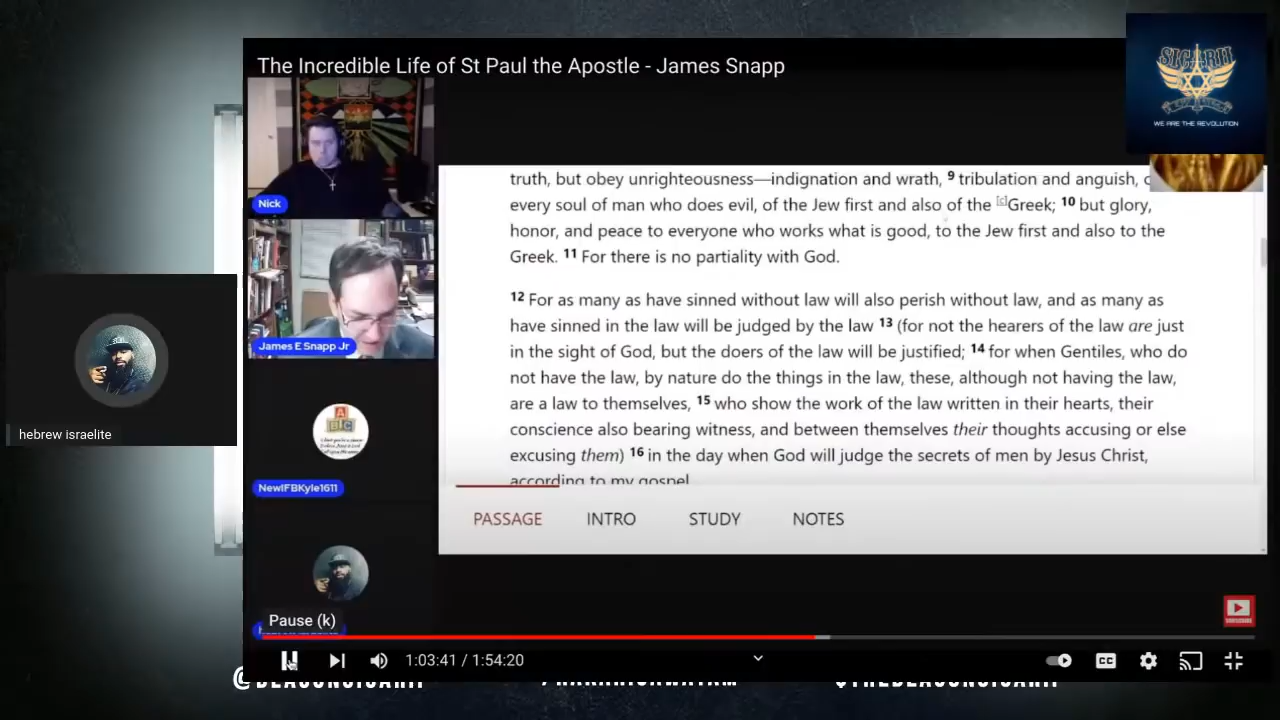 The Incredible Life of St Paul the Apostle - James Snapp
SICARII
WE ARE THE REVOLUTION
Nick
James E Snapp Jr
NewIFBKyle1611
hebrew israelite
truth, but obey unrighteousness—indignation and wrath, 9 tribulation and anguish,
every soul of man who does evil, of the Jew first and also of the [c]Greek; 10 but glory,
honor, and peace to everyone who works what is good, to the Jew first and also to the
Greek. 11 For there is no partiality with God.
12 For as many as have sinned without law will also perish without law, and as many as
have sinned in the law will be judged by the law 13 (for not the hearers of the law are just
in the sight of God, but the doers of the law will be justified; 14 for when Gentiles, who do
not have the law, by nature do the things in the law, these, although not having the law,
are a law to themselves, 15 who show the work of the law written in their hearts, their
conscience also bearing witness, and between themselves their thoughts accusing or else
excusing them) 16 in the day when God will judge the secrets of men by Jesus Christ,
according to my gospel
PASSAGE INTRO STUDY NOTES
Pause (k)
1:03:41 / 1:54:20
CC